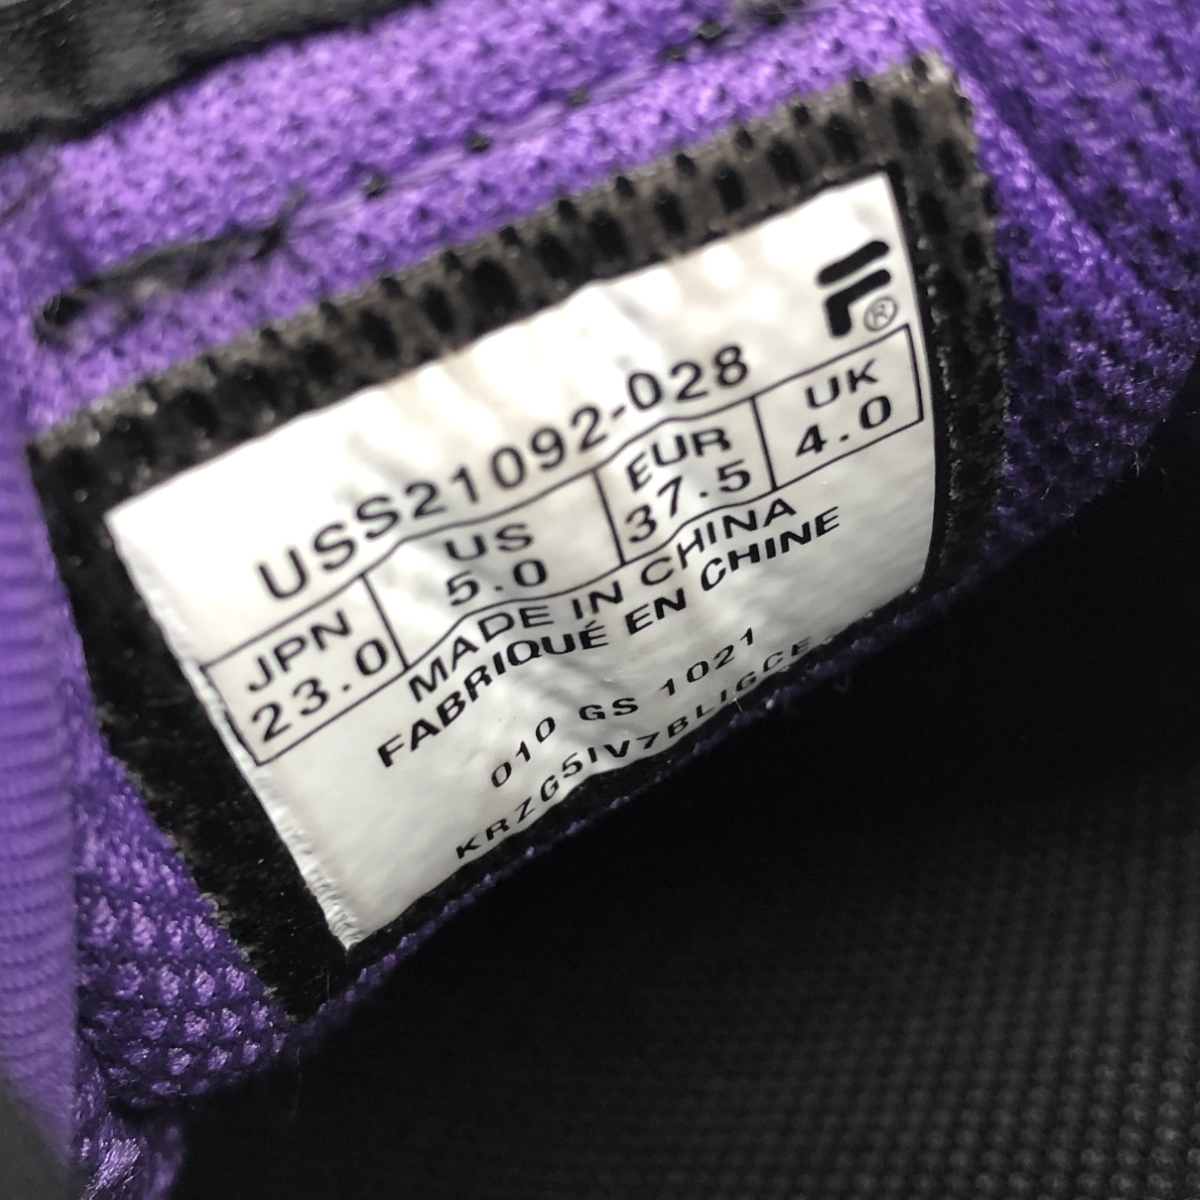 F®
USS21092-028
JPN US EUR UK
23.0 5.0 37.5 4.0
MADE IN CHINA
FABRIQUÉ EN CHINE
010 GS 1021
KRZG5IV7BLIGCE